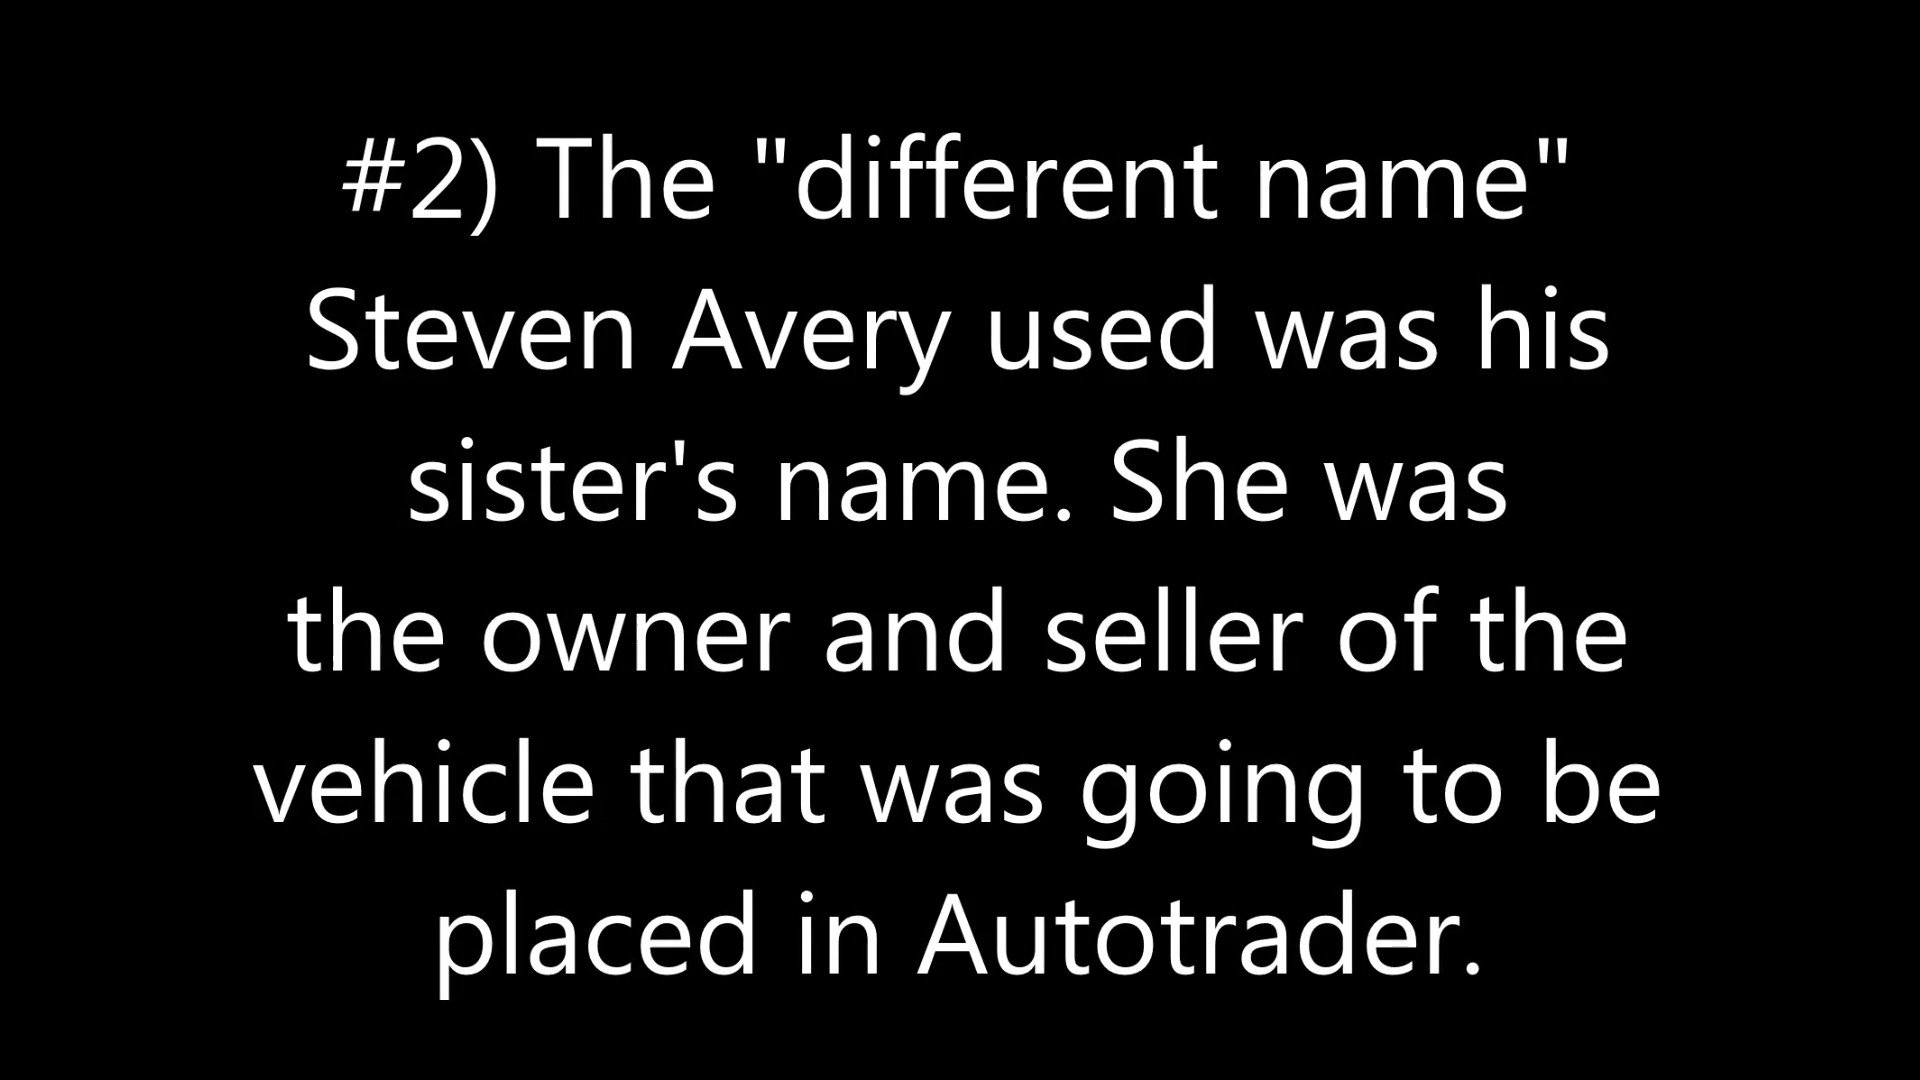 #2) The "different name"
Steven Avery used was his
sister's name. She was
the owner and seller of the
vehicle that was going to be
placed in Autotrader.